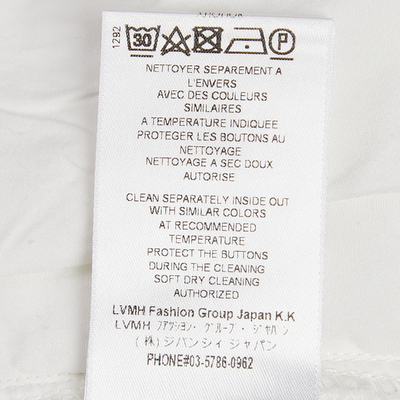 1292
30
P
NETTOYER SEPAREMENT A
L'ENVERS
AVEC DES COULEURS
SIMILAIRES
A TEMPERATURE INDIQUEE
PROTEGER LES BOUTONS AU
NETTOYAGE
NETTOYAGE A SEC DOUX
AUTORISE
CLEAN SEPARATELY INSIDE OUT
WITH SIMILAR COLORS
AT RECOMMENDED
TEMPERATURE
PROTECT THE BUTTONS
DURING THE CLEANING
SOFT DRY CLEANING
AUTHORIZED
LVMH Fashion Group Japan K.K
LVMH ファクション・グループ・ジャパン
(株)ジバンシィ ジャパン
PHONE#03-5786-0962